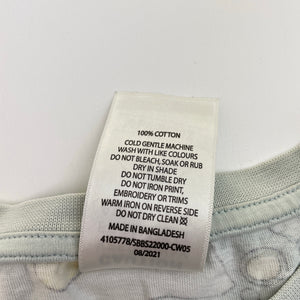 100% COTTON
COLD GENTLE MACHINE
WASH WITH LIKE COLOURS
DO NOT BLEACH, SOAK OR RUB
DRY IN SHADE
DO NOT TUMBLE DRY
DO NOT IRON PRINT,
EMBROIDERY OR TRIMS
WARM IRON ON REVERSE SIDE
DO NOT DRY CLEAN
MADE IN BANGLADESH
4105778/SBBS22000-CW05
08/2021